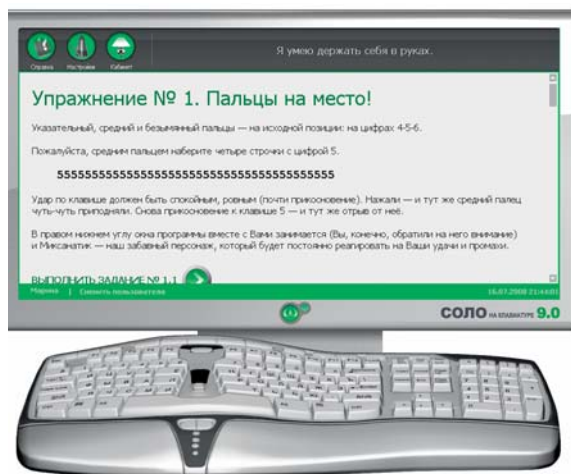 Справка Настройки Кабинет
Я умею держать себя в руках.
Упражнение № 1. Пальцы на место!
Указательный, средний и безымянный пальцы — на исходной позиции: на цифрах 4-5-6.
Пожалуйста, средним пальцем наберите четыре строчки с цифрой 5.
555555555555555555555555555555555555555555555
Удар по клавише должен быть спокойным, ровным (почти прикосновение). Нажали — и тут же средний палец
чуть-чуть приподняли. Снова прикосновение к клавише 5 — и тут же отрыв от неё.
В правом нижнем углу окна программы вместе с Вами занимается (Вы, конечно, обратили на него внимание)
и Миксанатик — наш забавный персонаж, который будет постоянно реагировать на Ваши удачи и промахи.
ВЫПОЛНИТЬ ЗАДАНИЕ № 1.1
Марина | Сменить пользователя 16.07.2008 21:44:03
СОЛО НА КЛАВИАТУРЕ 9.0